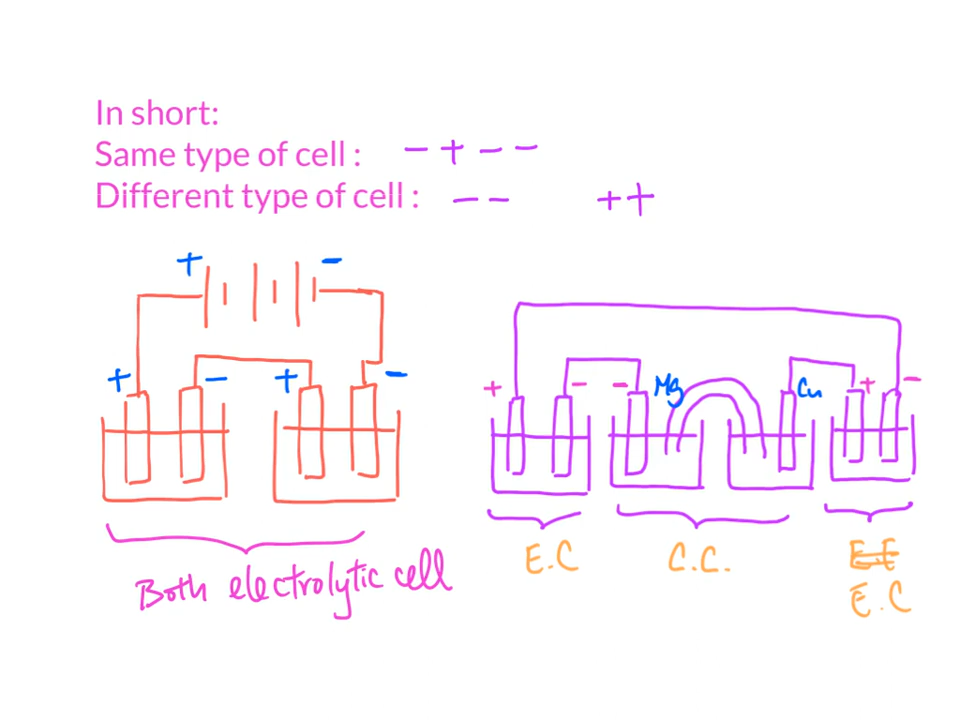 In short:
Same type of cell : - + - -
Different type of cell : - - + +
+ -
+ - + -
+ - - Mg Cu + -
E.C C.C. E.E
E.C
Both electrolytic cell